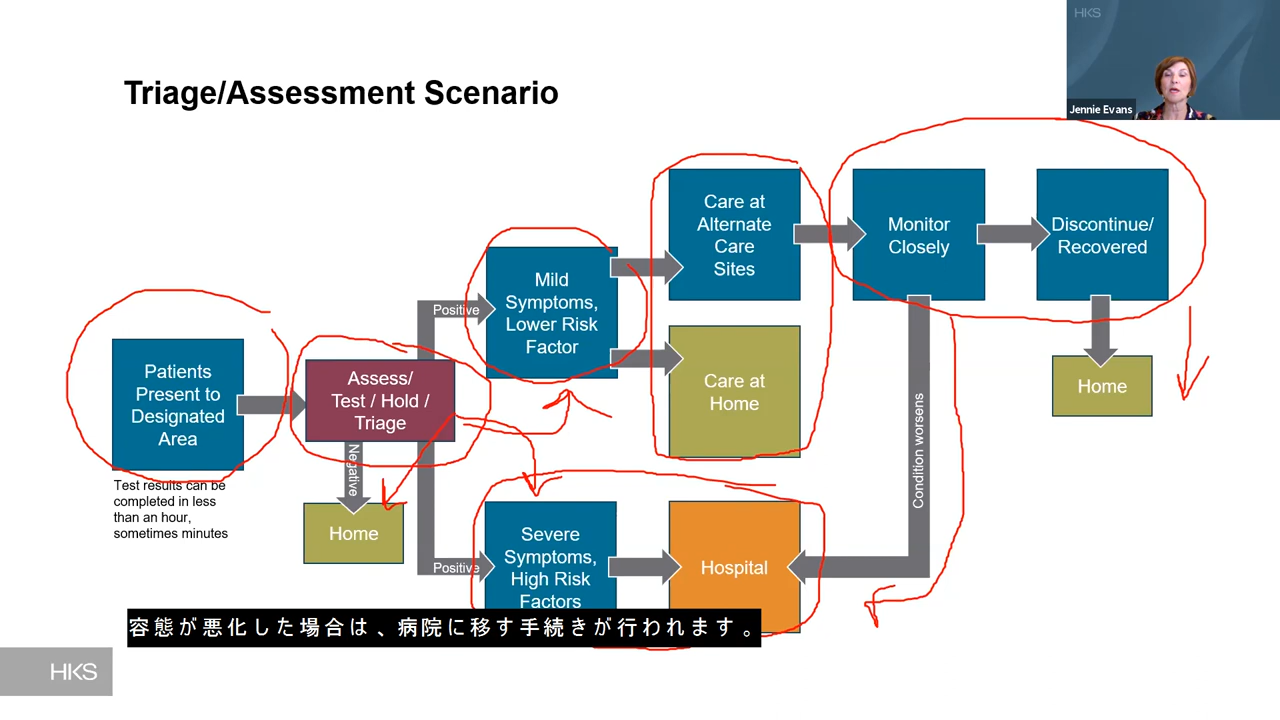 HKS
Jennie Evans
Triage/Assessment Scenario
Patients
Present to
Designated
Area
Test results can be
completed in less
than an hour,
sometimes minutes
Assess/
Test / Hold /
Triage
Negative
Home
Positive
Mild
Symptoms,
Lower Risk
Factor
Positive
Severe
Symptoms,
High Risk
Factors
Care at
Alternate
Care
Sites
Care at
Home
Hospital
Monitor
Closely
Condition worsens
Discontinue/
Recovered
Home
容態が悪化した場合は、病院に移す手続きが行われます。
HKS